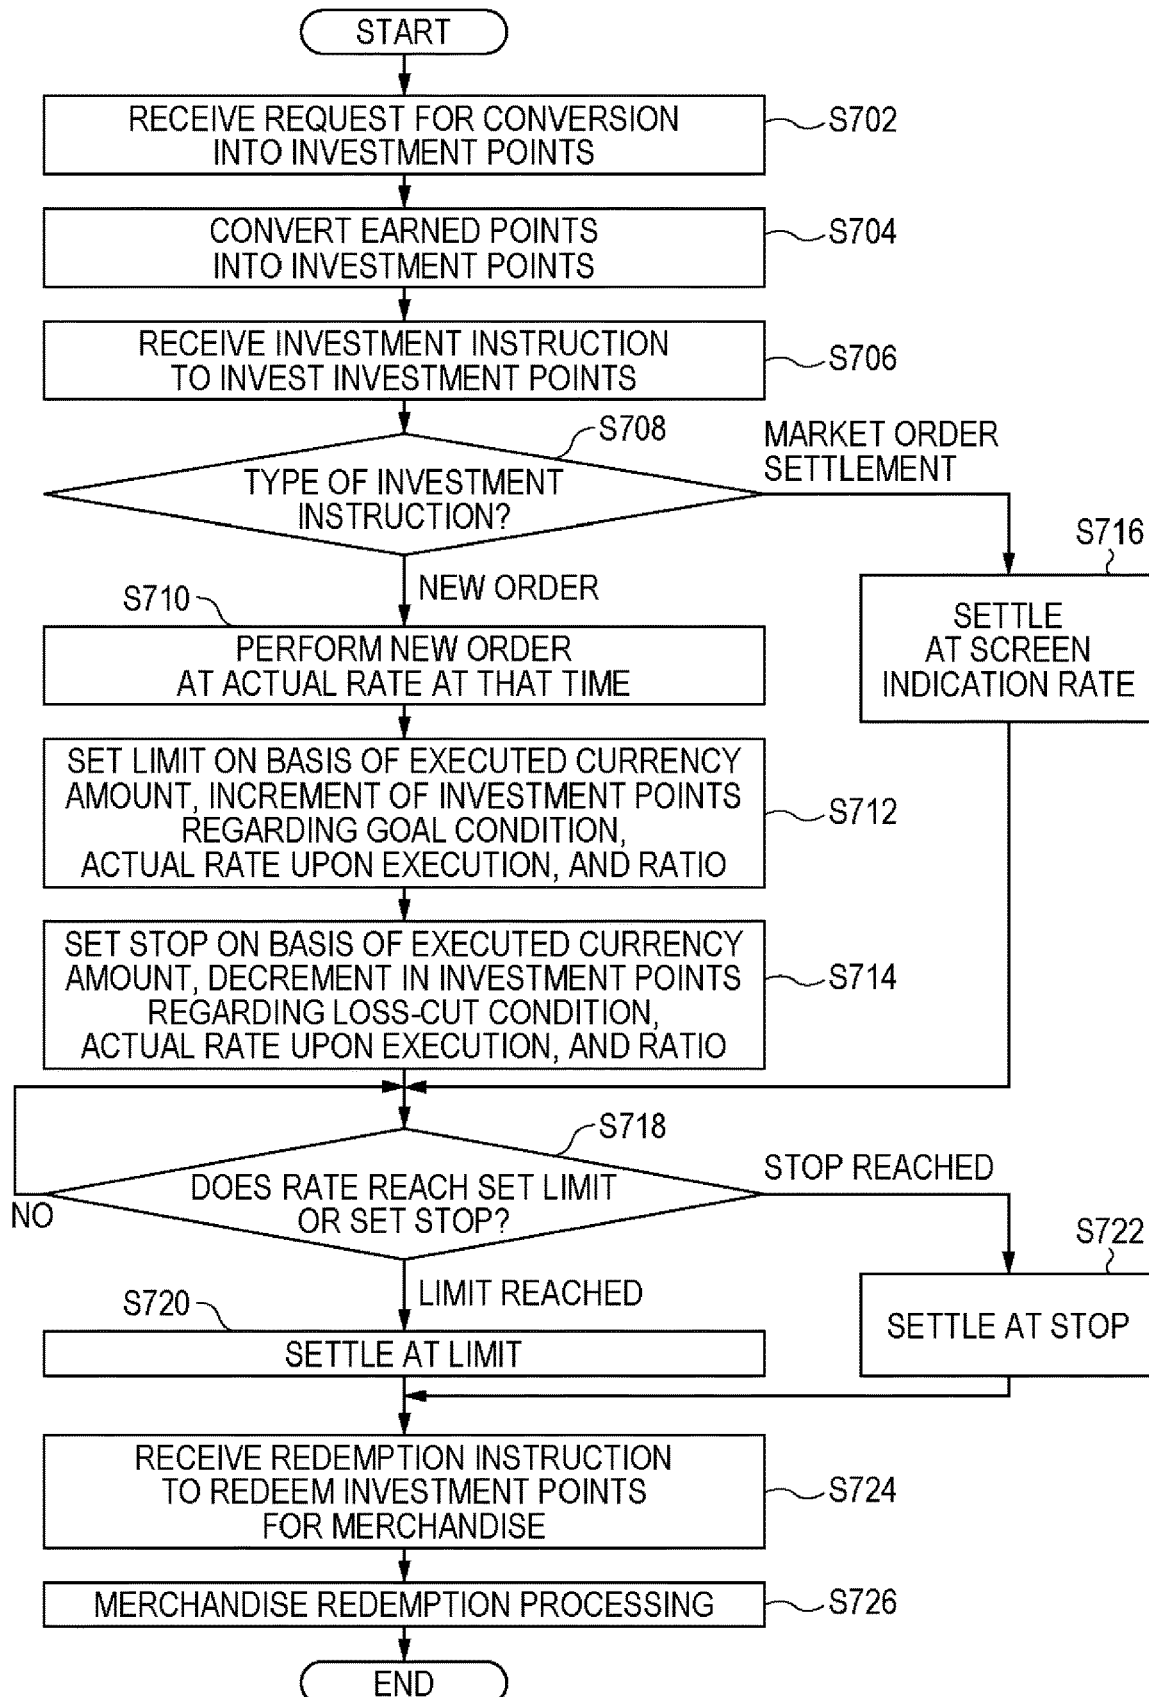 START
RECEIVE REQUEST FOR CONVERSION
INTO INVESTMENT POINTS
S702
CONVERT EARNED POINTS
INTO INVESTMENT POINTS
S704
RECEIVE INVESTMENT INSTRUCTION
TO INVEST INVESTMENT POINTS
S706
S708
TYPE OF INVESTMENT
INSTRUCTION?
MARKET ORDER
SETTLEMENT
NEW ORDER
S716
SETTLE
AT SCREEN
INDICATION RATE
S710
PERFORM NEW ORDER
AT ACTUAL RATE AT THAT TIME
SET LIMIT ON BASIS OF EXECUTED CURRENCY
AMOUNT, INCREMENT OF INVESTMENT POINTS
REGARDING GOAL CONDITION,
ACTUAL RATE UPON EXECUTION, AND RATIO
S712
SET STOP ON BASIS OF EXECUTED CURRENCY
AMOUNT, DECREMENT IN INVESTMENT POINTS
REGARDING LOSS-CUT CONDITION,
ACTUAL RATE UPON EXECUTION, AND RATIO
S714
S718
DOES RATE REACH SET LIMIT
OR SET STOP?
NO
STOP REACHED
LIMIT REACHED
S722
SETTLE AT STOP
S720
SETTLE AT LIMIT
RECEIVE REDEMPTION INSTRUCTION
TO REDEEM INVESTMENT POINTS
FOR MERCHANDISE
S724
MERCHANDISE REDEMPTION PROCESSING
S726
END